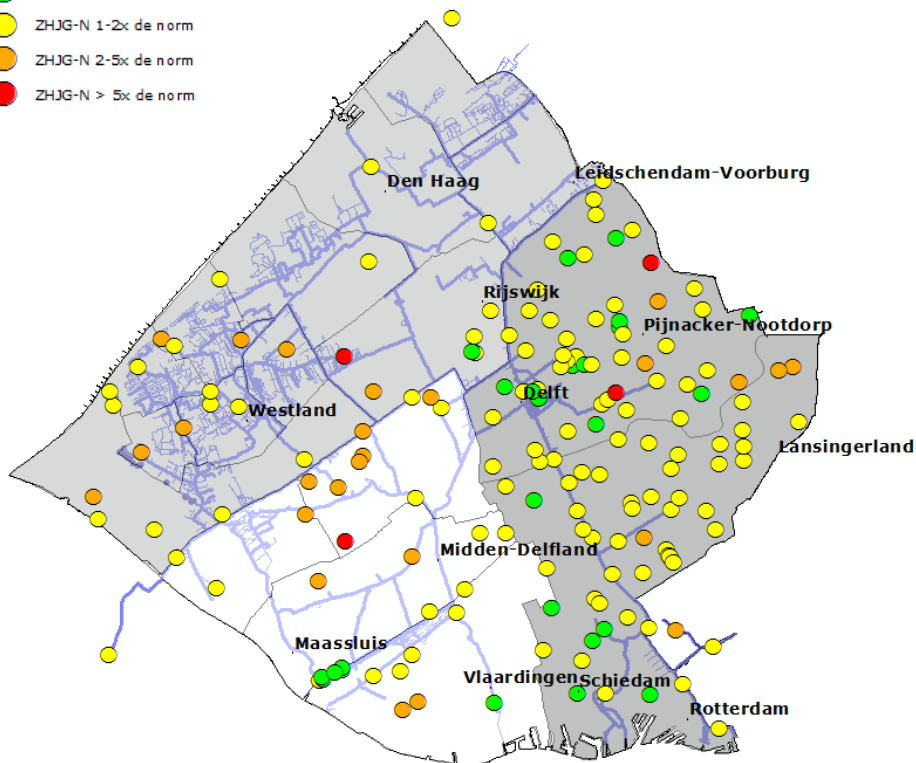 ZHJG-N 1-2x de norm
ZHJG-N 2-5x de norm
ZHJG-N > 5x de norm
Leidschendam-Voorburg
Den Haag
Rijswijk
Pijnacker-Nootdorp
Delft
Westland
Lansingerland
Midden-Delfland
Maassluis
Vlaardingen
Schiedam
Rotterdam